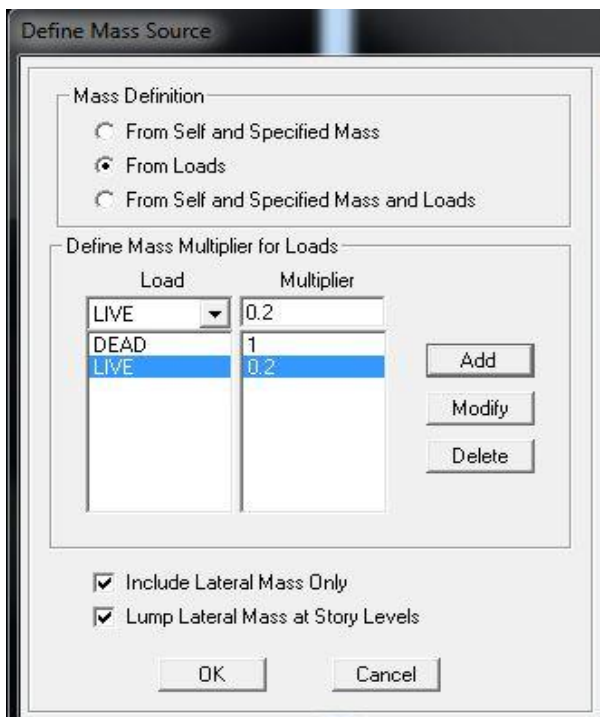 Define Mass Source
Mass Definition
From Self and Specified Mass
From Loads
From Self and Specified Mass and Loads
Define Mass Multiplier for Loads
Load Multiplier
LIVE 0.2
DEAD 1
LIVE 0.2
Add
Modify
Delete
Include Lateral Mass Only
Lump Lateral Mass at Story Levels
OK Cancel